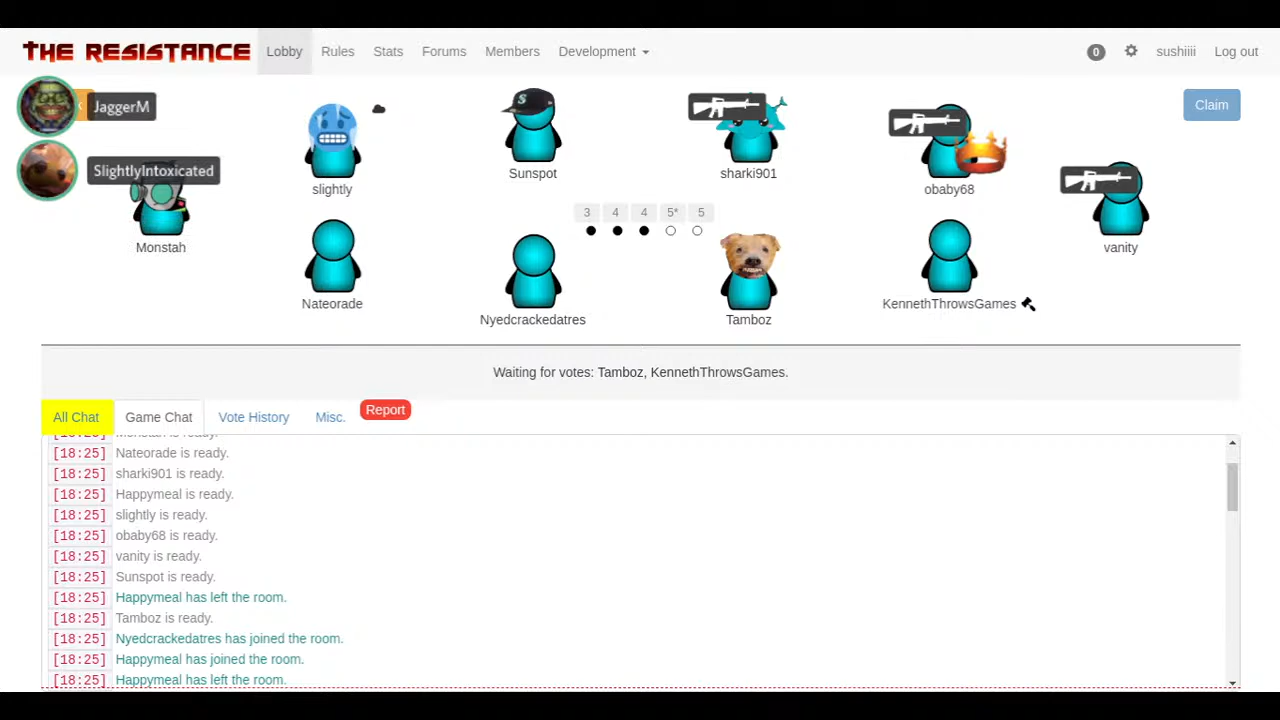 THE RESISTANCE Lobby Rules Stats Forums Members Development 0 sushiiii Log out
JaggerM
Claim
SlightlyIntoxicated
Sunspot
sharki901
slightly
obaby68
3 4 4 5* 5
Monstah
vanity
Nateorade
KennethThrowsGames
Nyedcrackedatres
Tamboz
Waiting for votes: Tamboz, KennethThrowsGames.
All Chat Game Chat Vote History Misc. Report
[18:25] Monstah is ready.
[18:25] Nateorade is ready.
[18:25] sharki901 is ready.
[18:25] Happymeal is ready.
[18:25] slightly is ready.
[18:25] obaby68 is ready.
[18:25] vanity is ready.
[18:25] Sunspot is ready.
[18:25] Happymeal has left the room.
[18:25] Tamboz is ready.
[18:25] Nyedcrackedatres has joined the room.
[18:25] Happymeal has joined the room.
[18:25] Happymeal has left the room.